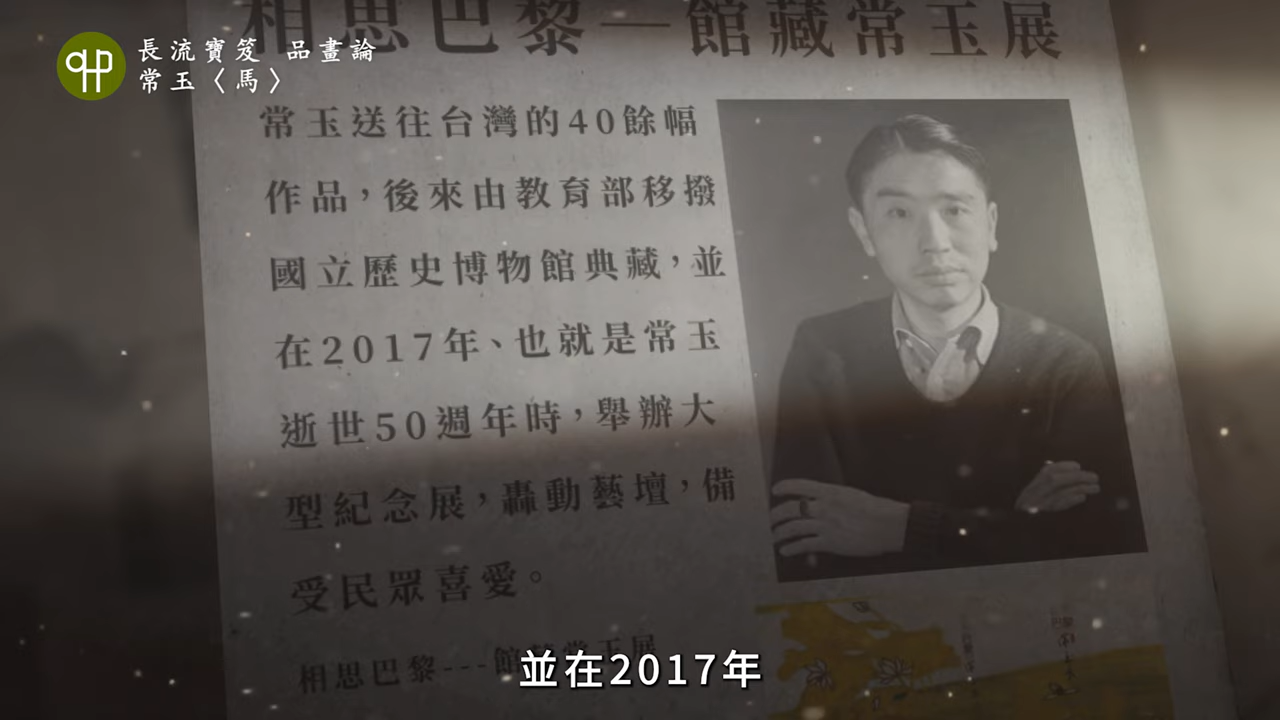 長流寶笈 品畫論
常玉〈馬〉
相思巴黎—館藏常玉展
常玉送往台灣的40餘幅
作品，後來由教育部移撥
國立歷史博物館典藏，並
在2017年、也就是常玉
逝世50週年時，舉辦大
型紀念展，轟動藝壇，備
受民眾喜愛。
相思巴黎---館藏常玉展
並在2017年